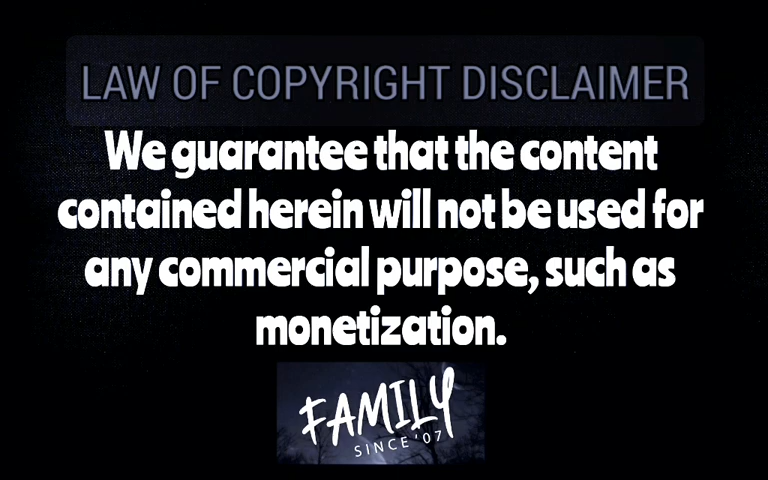 LAW OF COPYRIGHT DISCLAIMER
We guarantee that the content
contained herein will not be used for
any commercial purpose, such as
monetization.
FAMILY
SINCE '07